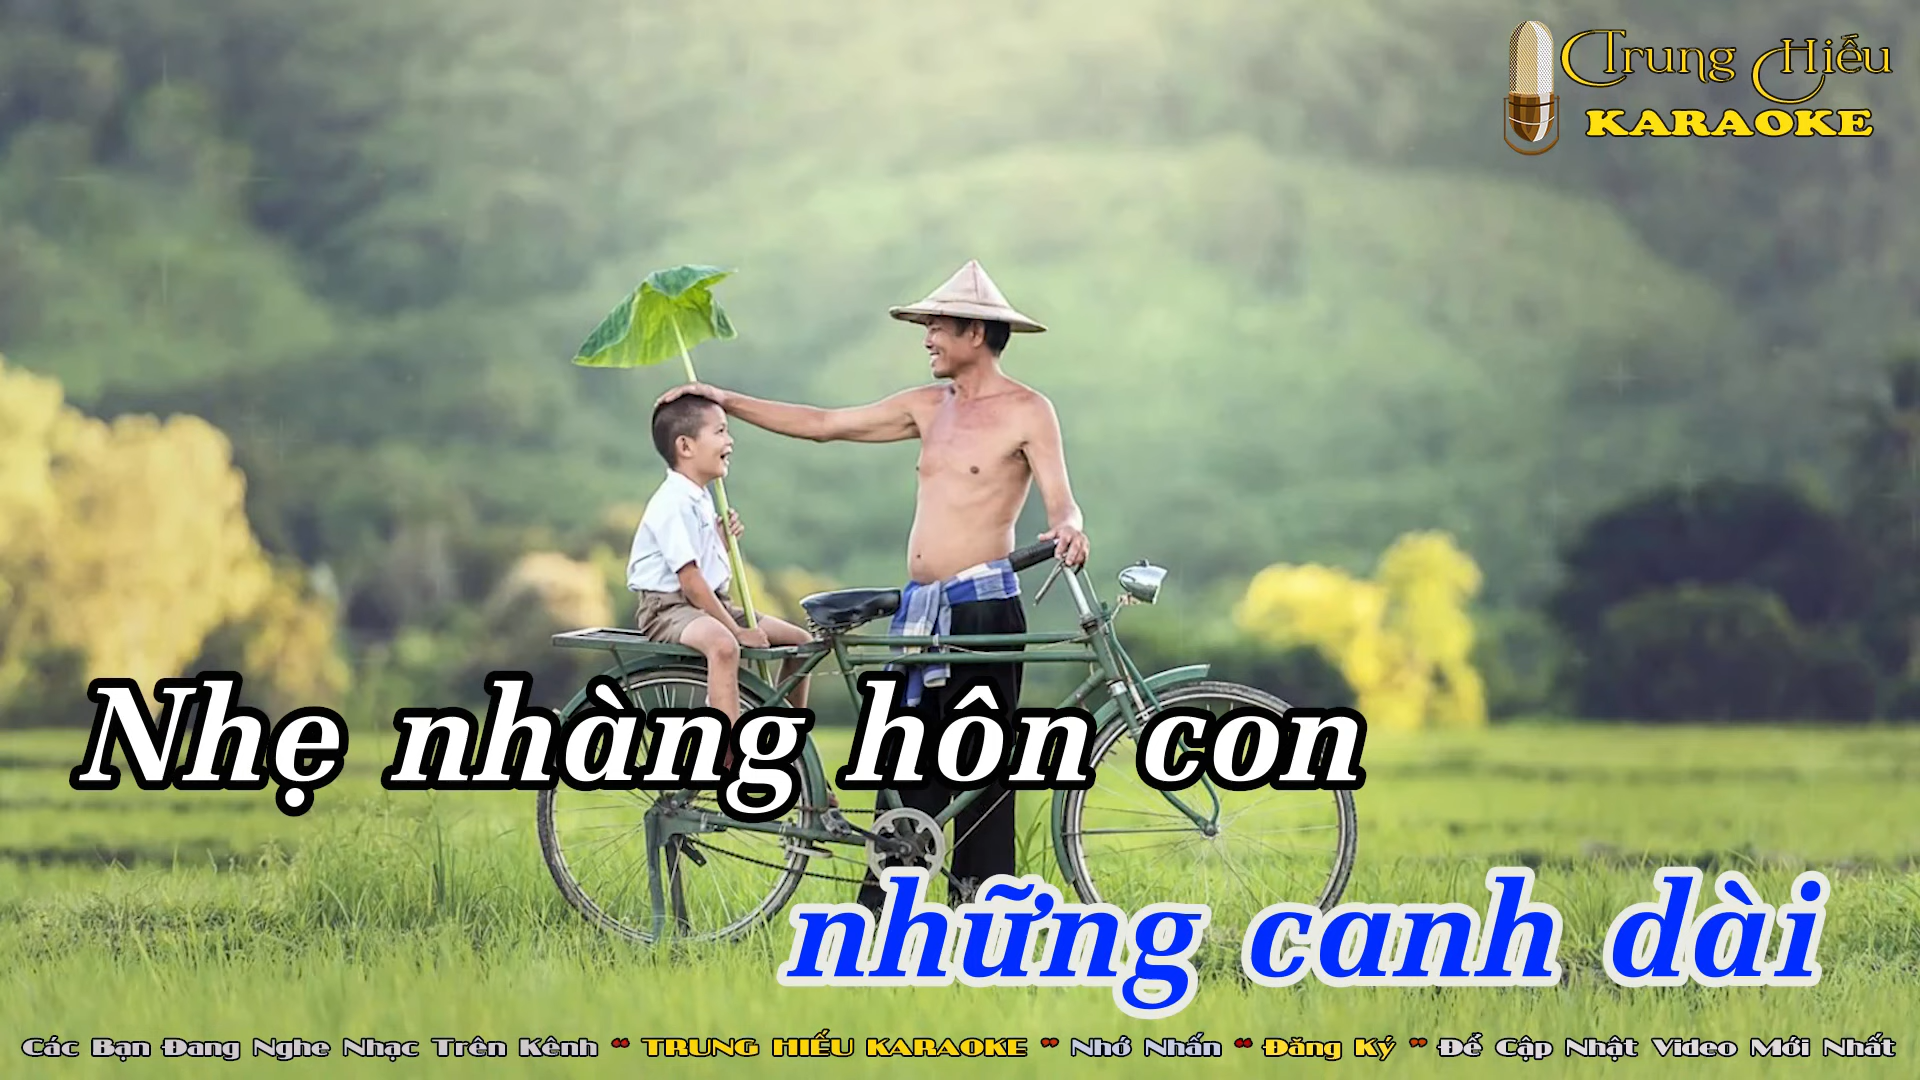 Trung Hiếu
KARAOKE
Nhẹ nhàng hôn con
những canh dài
Các Bạn Đang Nghe Nhạc Trên Kênh “ TRUNG HIẾU KARAOKE ” Nhớ Nhấn “ Đăng Ký ” Để Cập Nhật Video Mới Nhất